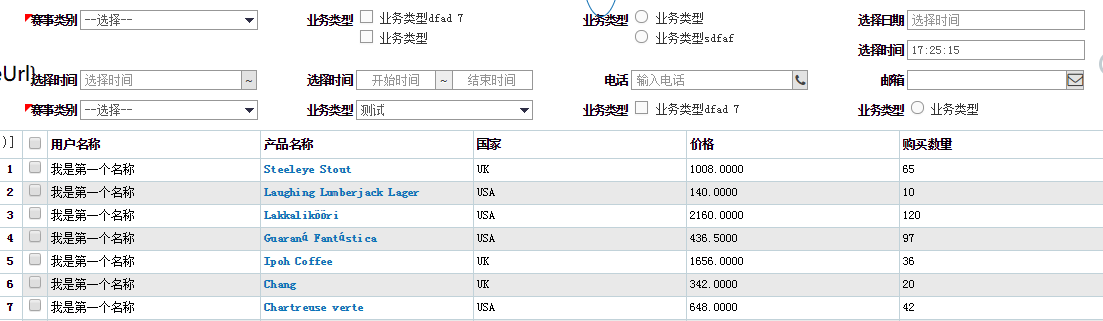 赛事类别 --选择-- 业务类型 业务类型dfad 7 业务类型 业务类型 选择日期 选择时间
业务类型 业务类型sdfaf
选择时间 17:25:15
eUrl)
选择时间 选择时间 ~ 选择时间 开始时间 ~ 结束时间 电话 输入电话 邮箱
赛事类别 --选择-- 业务类型 测试 业务类型 业务类型dfad 7 业务类型 业务类型
)] 用户名称 产品名称 国家 价格 购买数量
1 我是第一个名称 Steeleye Stout UK 1008.0000 65
2 我是第一个名称 Laughing Lumberjack Lager USA 140.0000 10
3 我是第一个名称 Lakkalikööri USA 2160.0000 120
4 我是第一个名称 Guaraná Fantástica USA 436.5000 97
5 我是第一个名称 Ipoh Coffee UK 1656.0000 36
6 我是第一个名称 Chang UK 342.0000 20
7 我是第一个名称 Chartreuse verte USA 648.0000 42